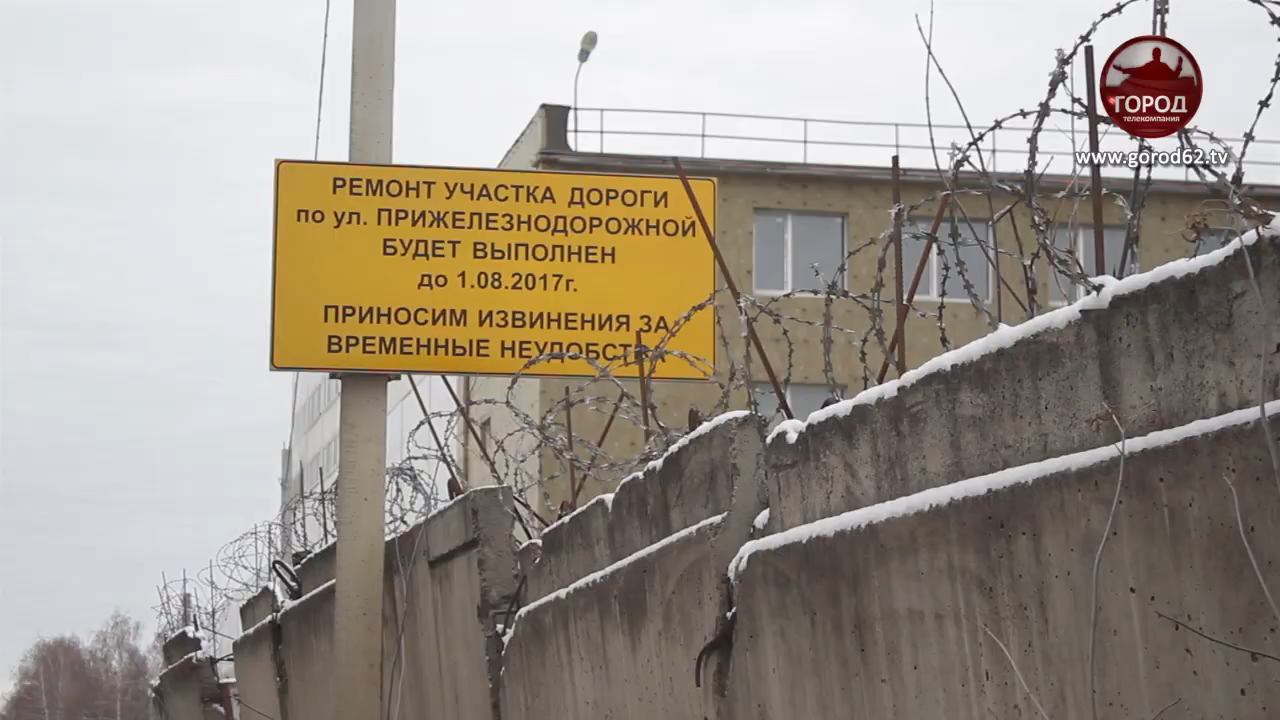 РЕМОНТ УЧАСТКА ДОРОГИ
по ул. ПРИЖЕЛЕЗНОДОРОЖНОЙ
БУДЕТ ВЫПОЛНЕН
до 1.08.2017г.
ПРИНОСИМ ИЗВИНЕНИЯ ЗА
ВРЕМЕННЫЕ НЕУДОБСТВА
ГОРОД
телекомпания
www.gorod62.tv